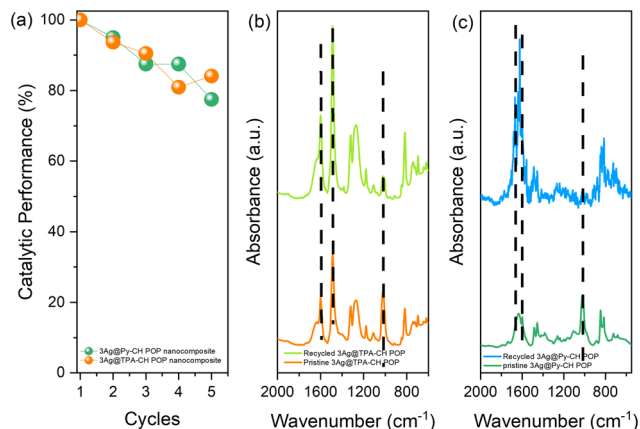 (a)
Catalytic Performance (%)
100
80
60
40
20
0
3Ag@Py-CH POP nanocomposite
3Ag@TPA-CH POP nanocomposite
1 2 3 4 5
Cycles
(b)
Absorbance (a.u.)
Recycled 3Ag@TPA-CH POP
Pristine 3Ag@TPA-CH POP
2000 1600 1200 800
Wavenumber (cm⁻¹)
(c)
Absorbance (a.u.)
Recycled 3Ag@Py-CH POP
pristine 3Ag@Py-CH POP
2000 1600 1200 800
Wavenumber (cm⁻¹)